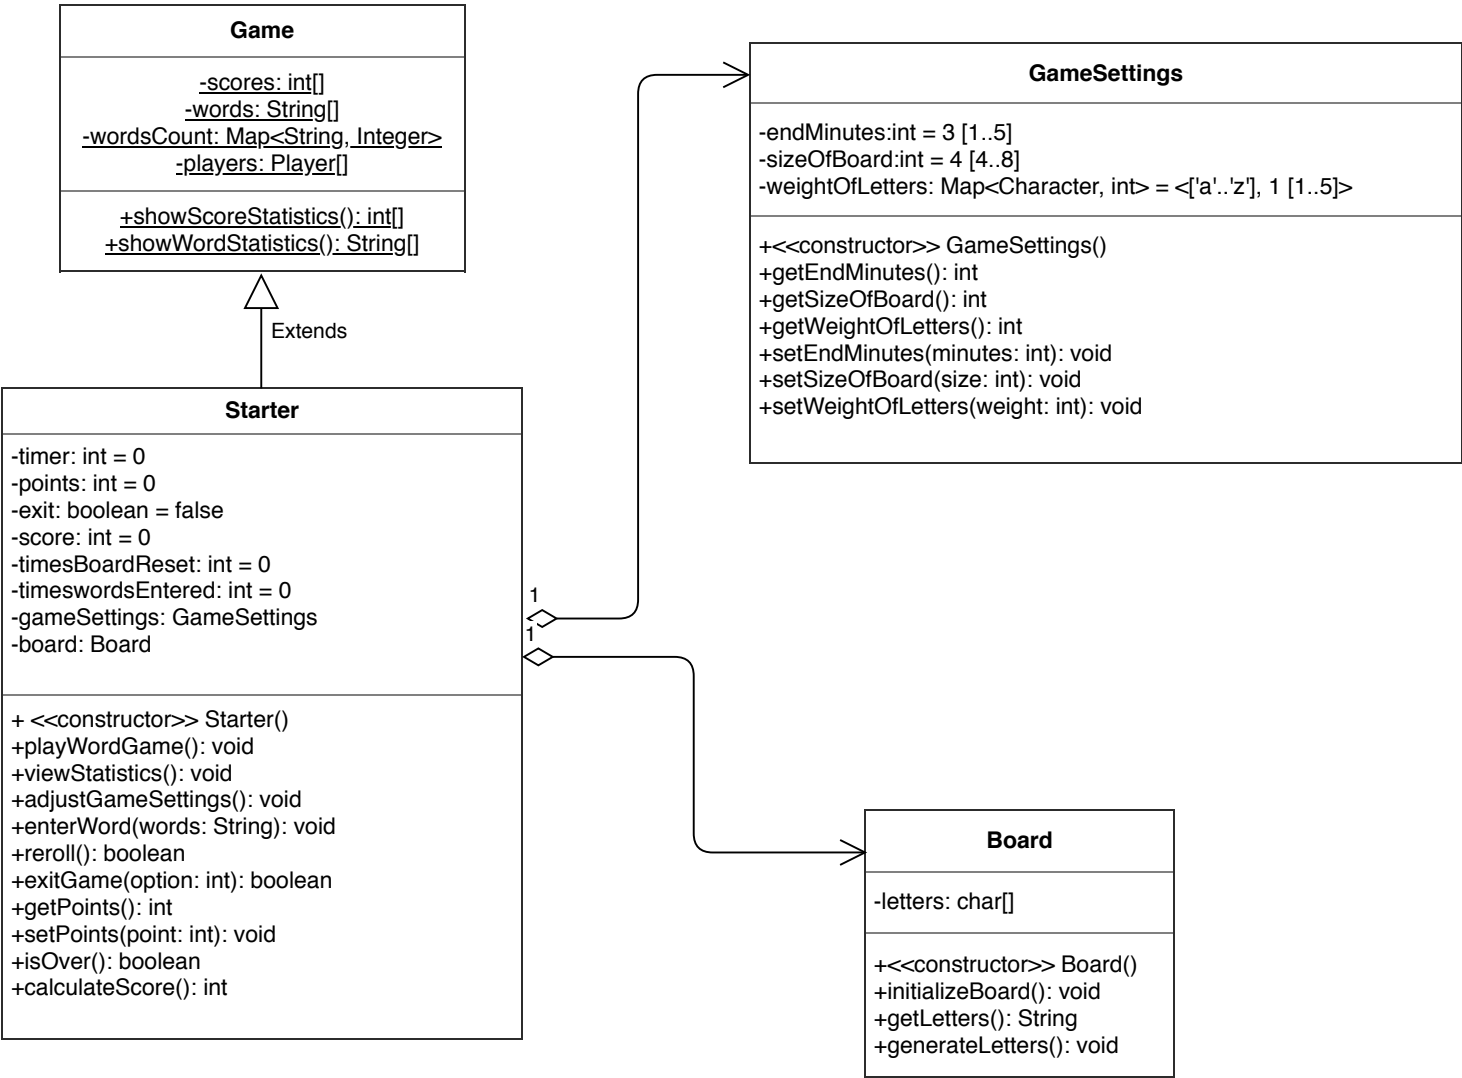 Game
-scores: int[]
-words: String[]
-wordsCount: Map<String, Integer>
-players: Player[]
+showScoreStatistics(): int[]
+showWordStatistics(): String[]
Extends
Starter
-timer: int = 0
-points: int = 0
-exit: boolean = false
-score: int = 0
-timesBoardReset: int = 0
-timeswordsEntered: int = 0
-gameSettings: GameSettings
-board: Board
+ <<constructor>> Starter()
+playWordGame(): void
+viewStatistics(): void
+adjustGameSettings(): void
+enterWord(words: String): void
+reroll(): boolean
+exitGame(option: int): boolean
+getPoints(): int
+setPoints(point: int): void
+isOver(): boolean
+calculateScore(): int
1
1
GameSettings
-endMinutes:int = 3 [1..5]
-sizeOfBoard:int = 4 [4..8]
-weightOfLetters: Map<Character, int> = <['a'..'z'], 1 [1..5]>
+<<constructor>> GameSettings()
+getEndMinutes(): int
+getSizeOfBoard(): int
+getWeightOfLetters(): int
+setEndMinutes(minutes: int): void
+setSizeOfBoard(size: int): void
+setWeightOfLetters(weight: int): void
Board
-letters: char[]
+<<constructor>> Board()
+initializeBoard(): void
+getLetters(): String
+generateLetters(): void